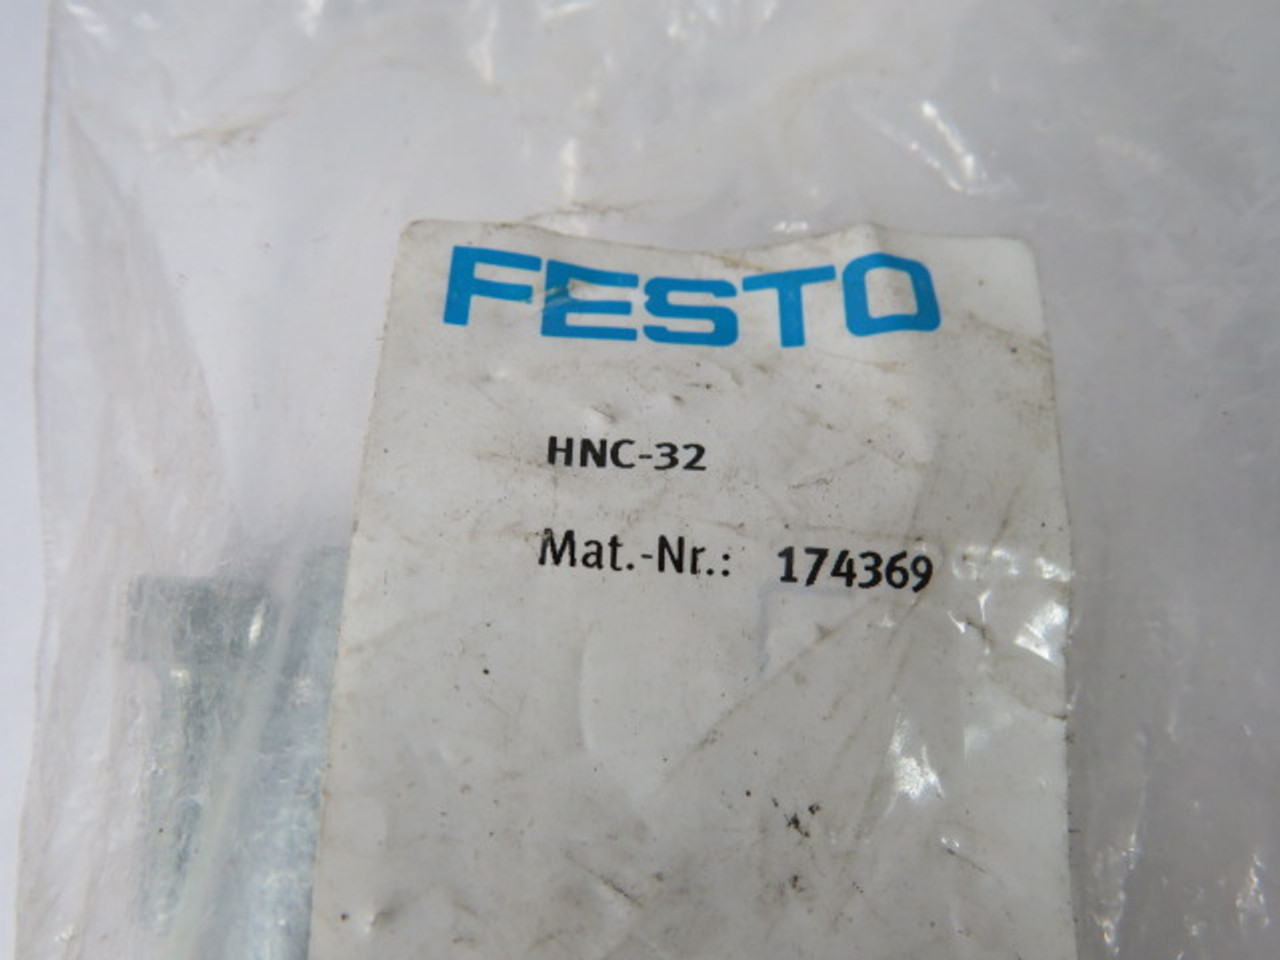 FESTO
HNC-32
Mat.-Nr.: 174369